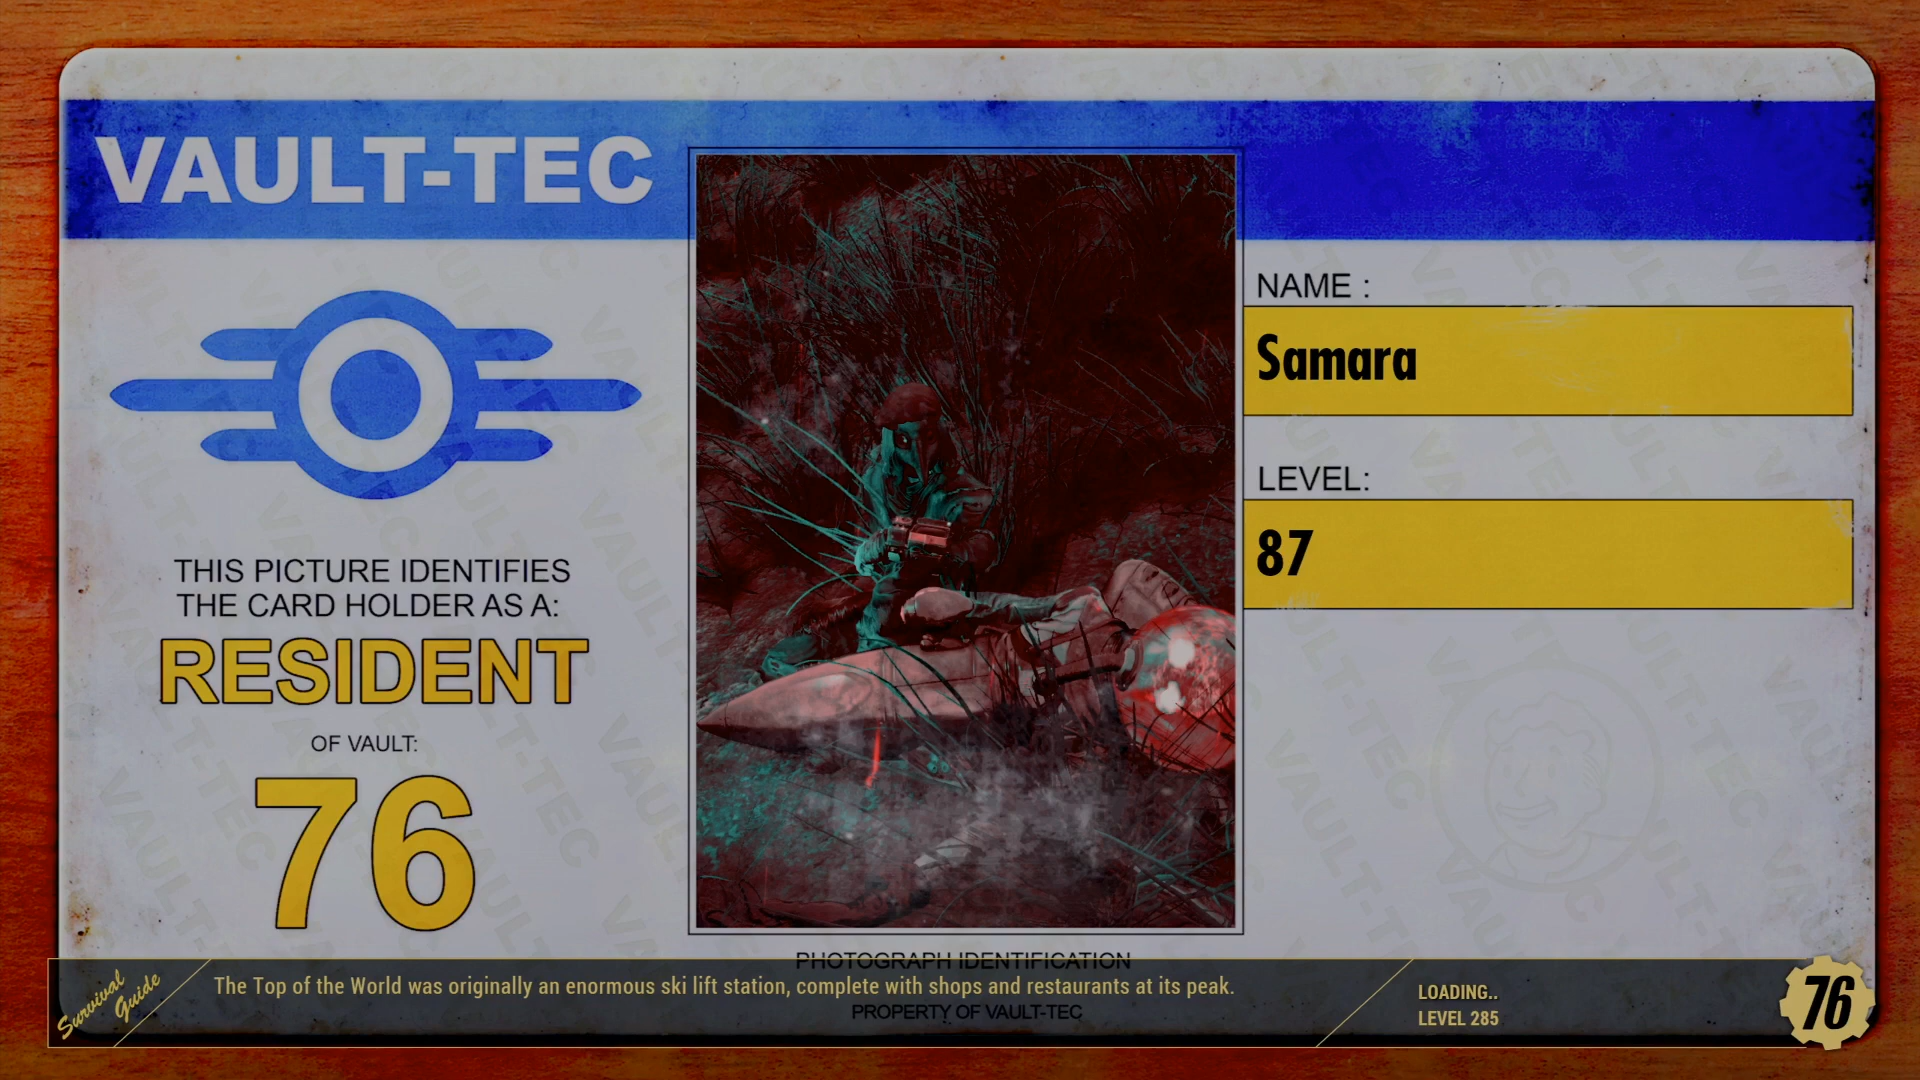 VAULT-TEC
THIS PICTURE IDENTIFIES
THE CARD HOLDER AS A:
RESIDENT
OF VAULT:
76
NAME :
Samara
LEVEL:
87
PHOTOGRAPH IDENTIFICATION
PROPERTY OF VAULT-TEC
Survival
Guide
The Top of the World was originally an enormous ski lift station, complete with shops and restaurants at its peak.
LOADING..
LEVEL 285
76